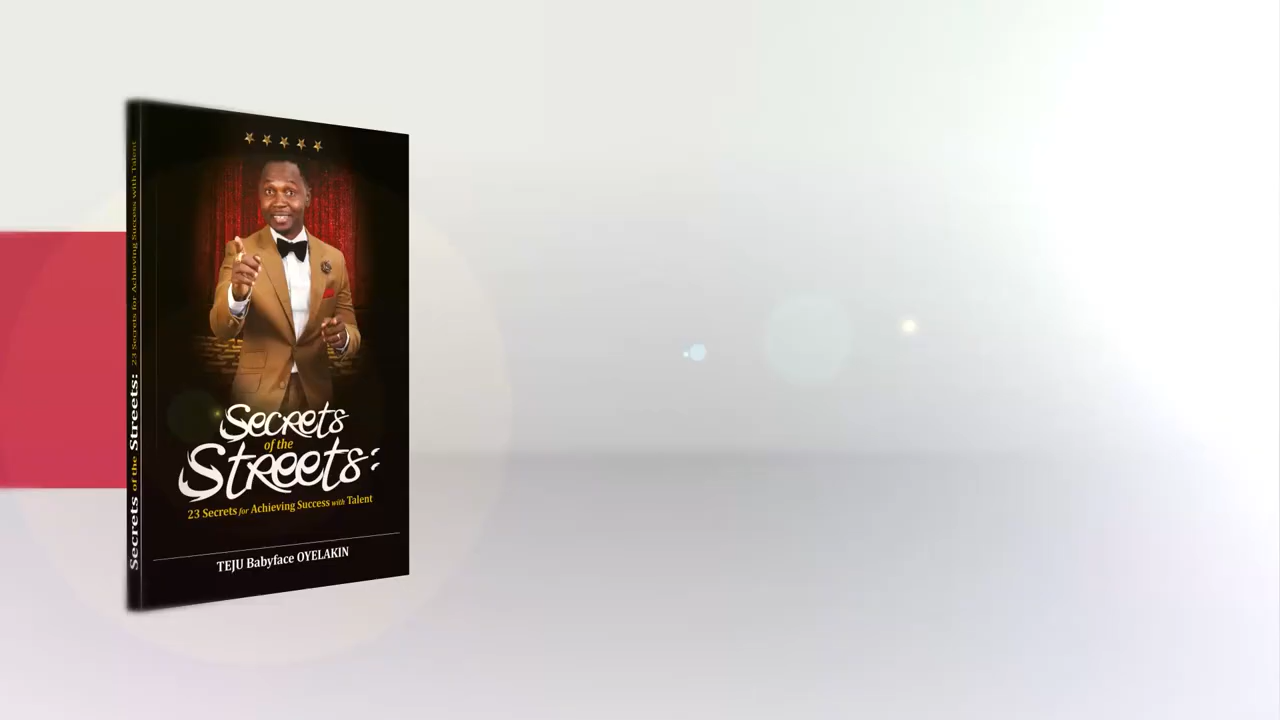 Secrets of the Streets: 23 Secrets for Achieving Success with Talent
Secrets
of the
Streets:
23 Secrets for Achieving Success with Talent
TEJU Babyface OYELAKIN